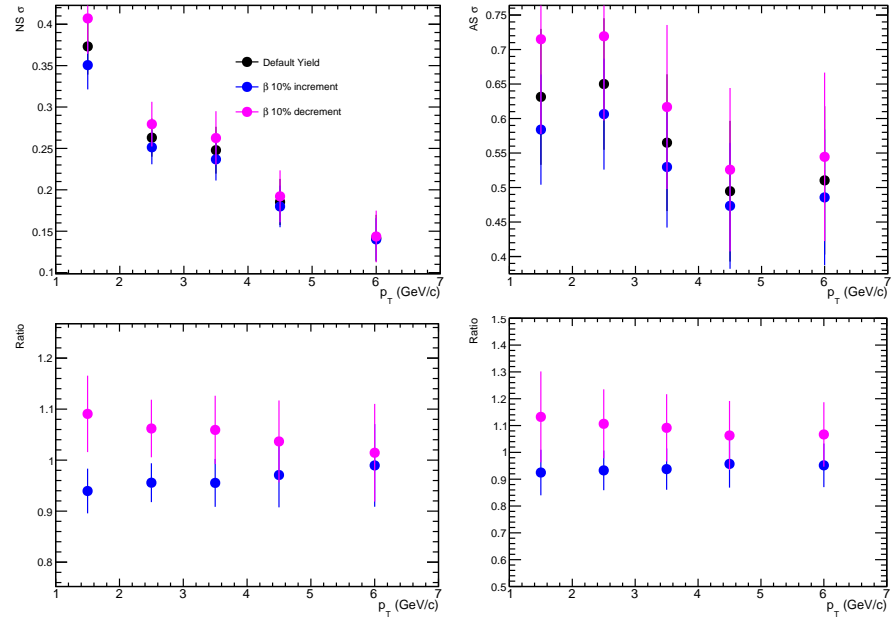 NS σ
0.4
0.35
0.3
0.25
0.2
0.15
0.1
1 2 3 4 5 6 7
p_T (GeV/c)
Default Yield
β 10% increment
β 10% decrement
AS σ
0.75
0.7
0.65
0.6
0.55
0.5
0.45
0.4
1 2 3 4 5 6 7
p_T (GeV/c)
Ratio
1.2
1.1
1
0.9
0.8
1 2 3 4 5 6 7
p_T (GeV/c)
Ratio
1.5
1.4
1.3
1.2
1.1
1
0.9
0.8
0.7
0.6
0.5
1 2 3 4 5 6 7
p_T (GeV/c)